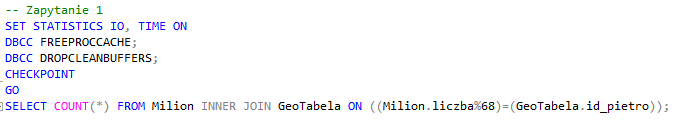 -- Zapytanie 1
SET STATISTICS IO, TIME ON
DBCC FREEPROCCACHE;
DBCC DROPCLEANBUFFERS;
CHECKPOINT
GO
SELECT COUNT(*) FROM Milion INNER JOIN GeoTabela ON ((Milion.liczba%68)=(GeoTabela.id_pietro));